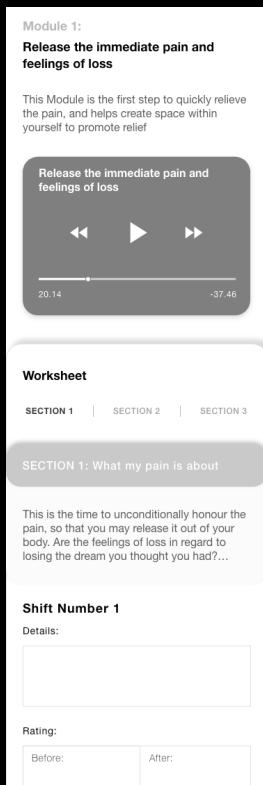 Module 1:
Release the immediate pain and
feelings of loss
This Module is the first step to quickly relieve
the pain, and helps create space within
yourself to promote relief
Release the immediate pain and
feelings of loss
20.14 -37.46
Worksheet
SECTION 1 SECTION 2 SECTION 3
SECTION 1: What my pain is about
This is the time to unconditionally honour the
pain, so that you may release it out of your
body. Are the feelings of loss in regard to
losing the dream you thought you had?…
Shift Number 1
Details:
Rating:
Before: After: